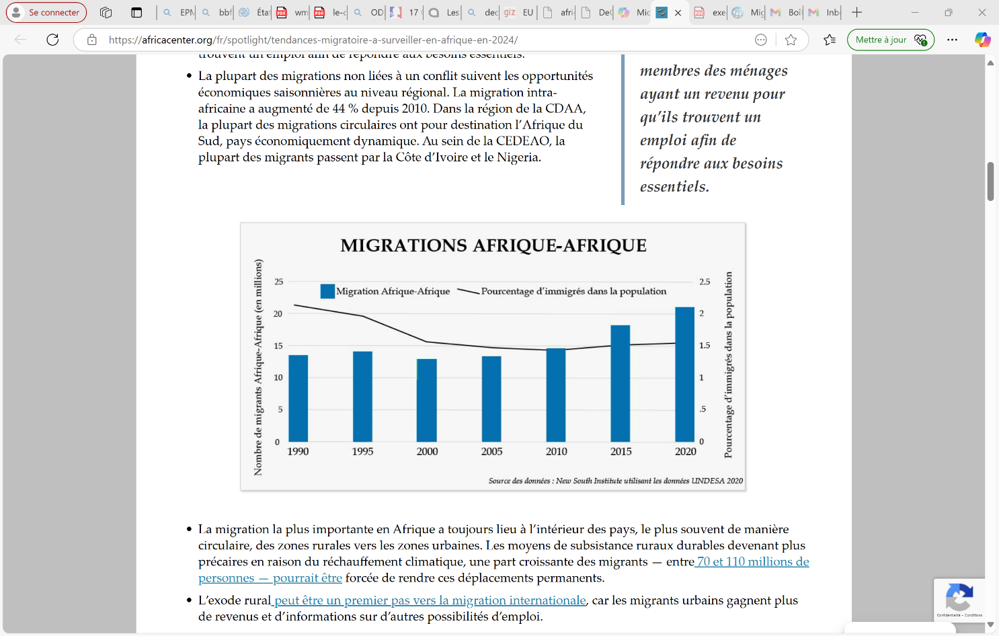 Se connecter
EPN
bbf
Éta
wm
le-c
OD
17
Les
dec
giz EU
afri
De
Mic
exe
Mig
Boî
Inb
https://africacenter.org/fr/spotlight/tendances-migratoire-a-surveiller-en-afrique-en-2024/
Mettre à jour
trouvent un emploi afin de répondre aux besoins essentiels.
• La plupart des migrations non liées à un conflit suivent les opportunités
économiques saisonnières au niveau régional. La migration intra-
africaine a augmenté de 44 % depuis 2010. Dans la région de la CDAA,
la plupart des migrations circulaires ont pour destination l'Afrique du
Sud, pays économiquement dynamique. Au sein de la CEDEAO, la
plupart des migrants passent par la Côte d'Ivoire et le Nigeria.
membres des ménages
ayant un revenu pour
qu'ils trouvent un
emploi afin de
répondre aux besoins
essentiels.
MIGRATIONS AFRIQUE-AFRIQUE
Nombre de migrants Afrique-Afrique (en millions)
25
20
15
10
5
0
Migration Afrique-Afrique
Pourcentage d'immigrés dans la population
2.5
2
1.5
1
.5
0
Pourcentage d'immigrés dans la population
1990 1995 2000 2005 2010 2015 2020
Source des données : New South Institute utilisant les données UNDESA 2020
• La migration la plus importante en Afrique a toujours lieu à l'intérieur des pays, le plus souvent de manière
circulaire, des zones rurales vers les zones urbaines. Les moyens de subsistance ruraux durables devenant plus
précaires en raison du réchauffement climatique, une part croissante des migrants — entre 70 et 110 millions de
personnes — pourrait être forcée de rendre ces déplacements permanents.
• L'exode rural peut être un premier pas vers la migration internationale, car les migrants urbains gagnent plus
de revenus et d'informations sur d'autres possibilités d'emploi.
Confidentialité - Conditions